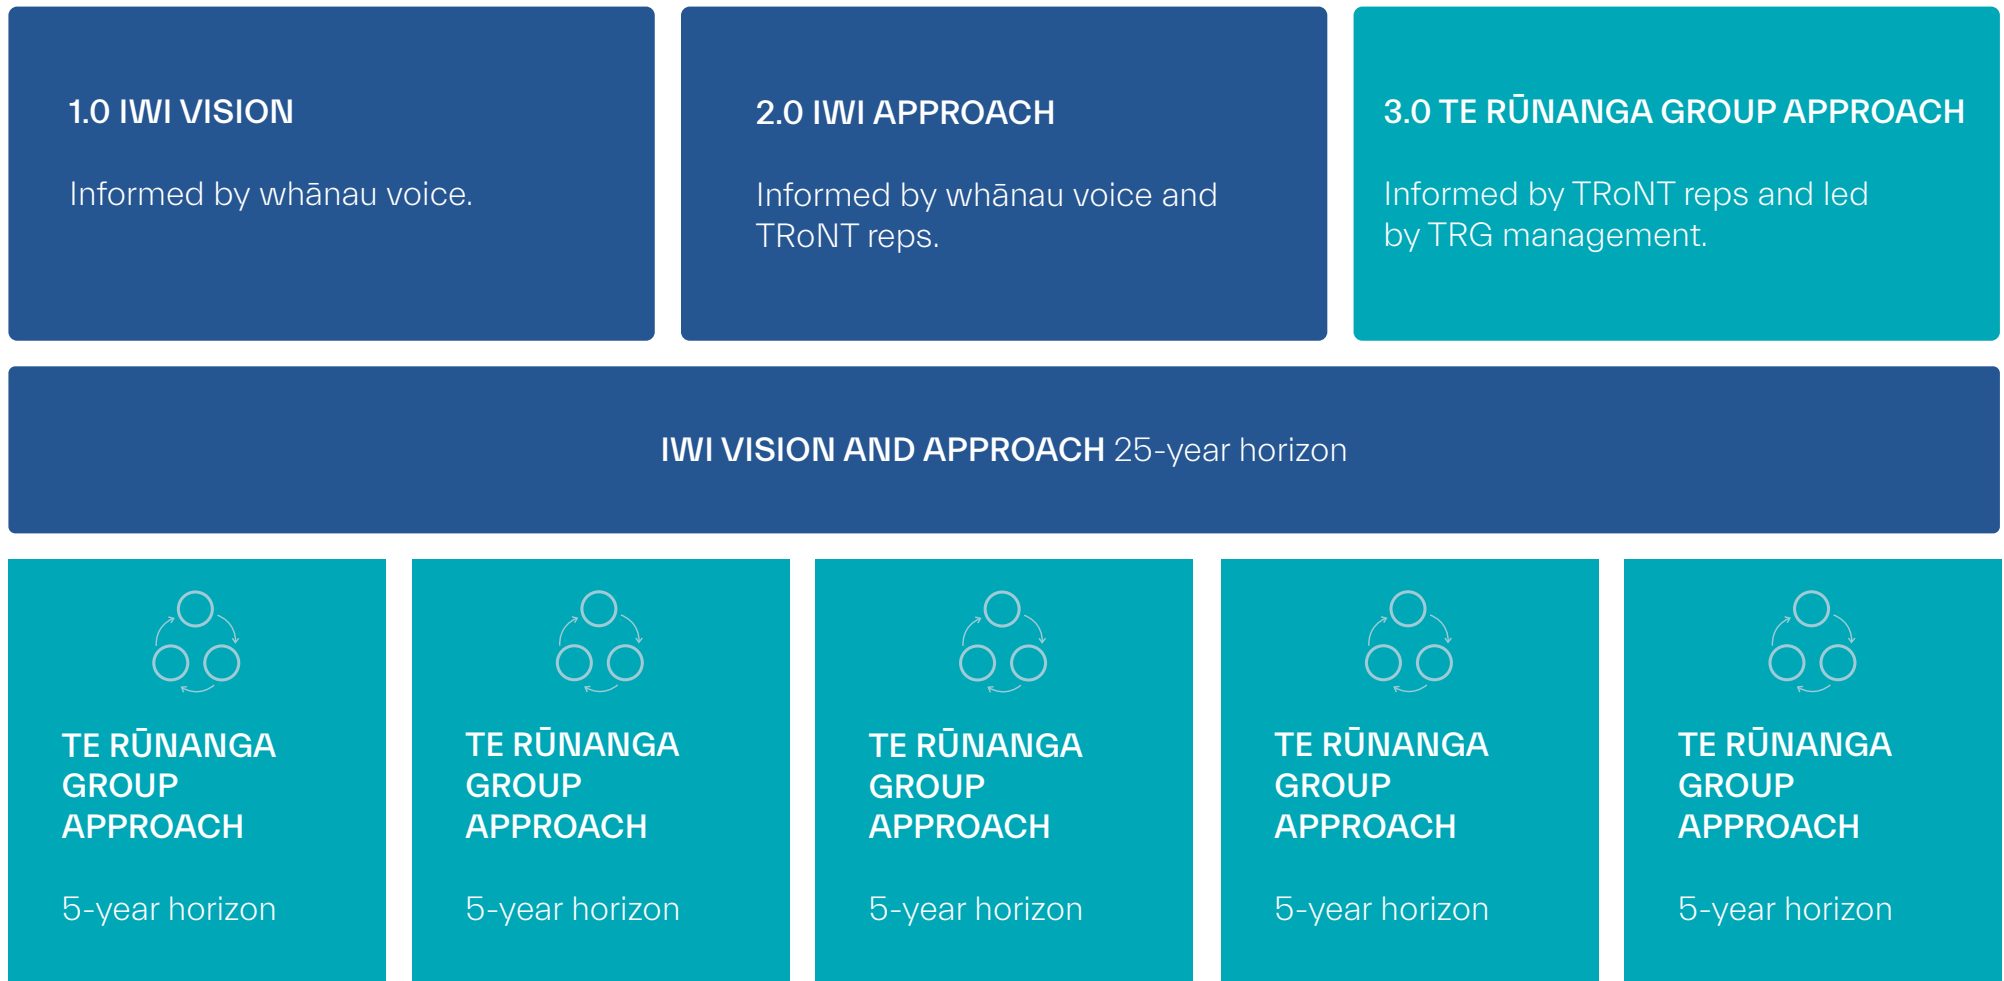 1.0 IWI VISION
Informed by whānau voice.
2.0 IWI APPROACH
Informed by whānau voice and
TRoNT reps.
3.0 TE RŪNANGA GROUP APPROACH
Informed by TRoNT reps and led
by TRG management.
IWI VISION AND APPROACH 25-year horizon
TE RŪNANGA
GROUP
APPROACH
5-year horizon
TE RŪNANGA
GROUP
APPROACH
5-year horizon
TE RŪNANGA
GROUP
APPROACH
5-year horizon
TE RŪNANGA
GROUP
APPROACH
5-year horizon
TE RŪNANGA
GROUP
APPROACH
5-year horizon